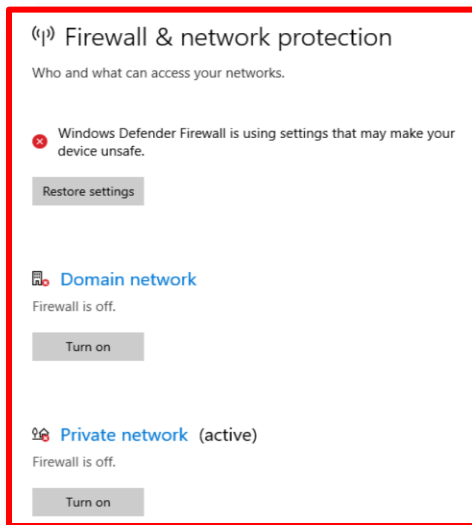 Firewall & network protection
Who and what can access your networks.
Windows Defender Firewall is using settings that may make your
device unsafe.
Restore settings
Domain network
Firewall is off.
Turn on
Private network (active)
Firewall is off.
Turn on